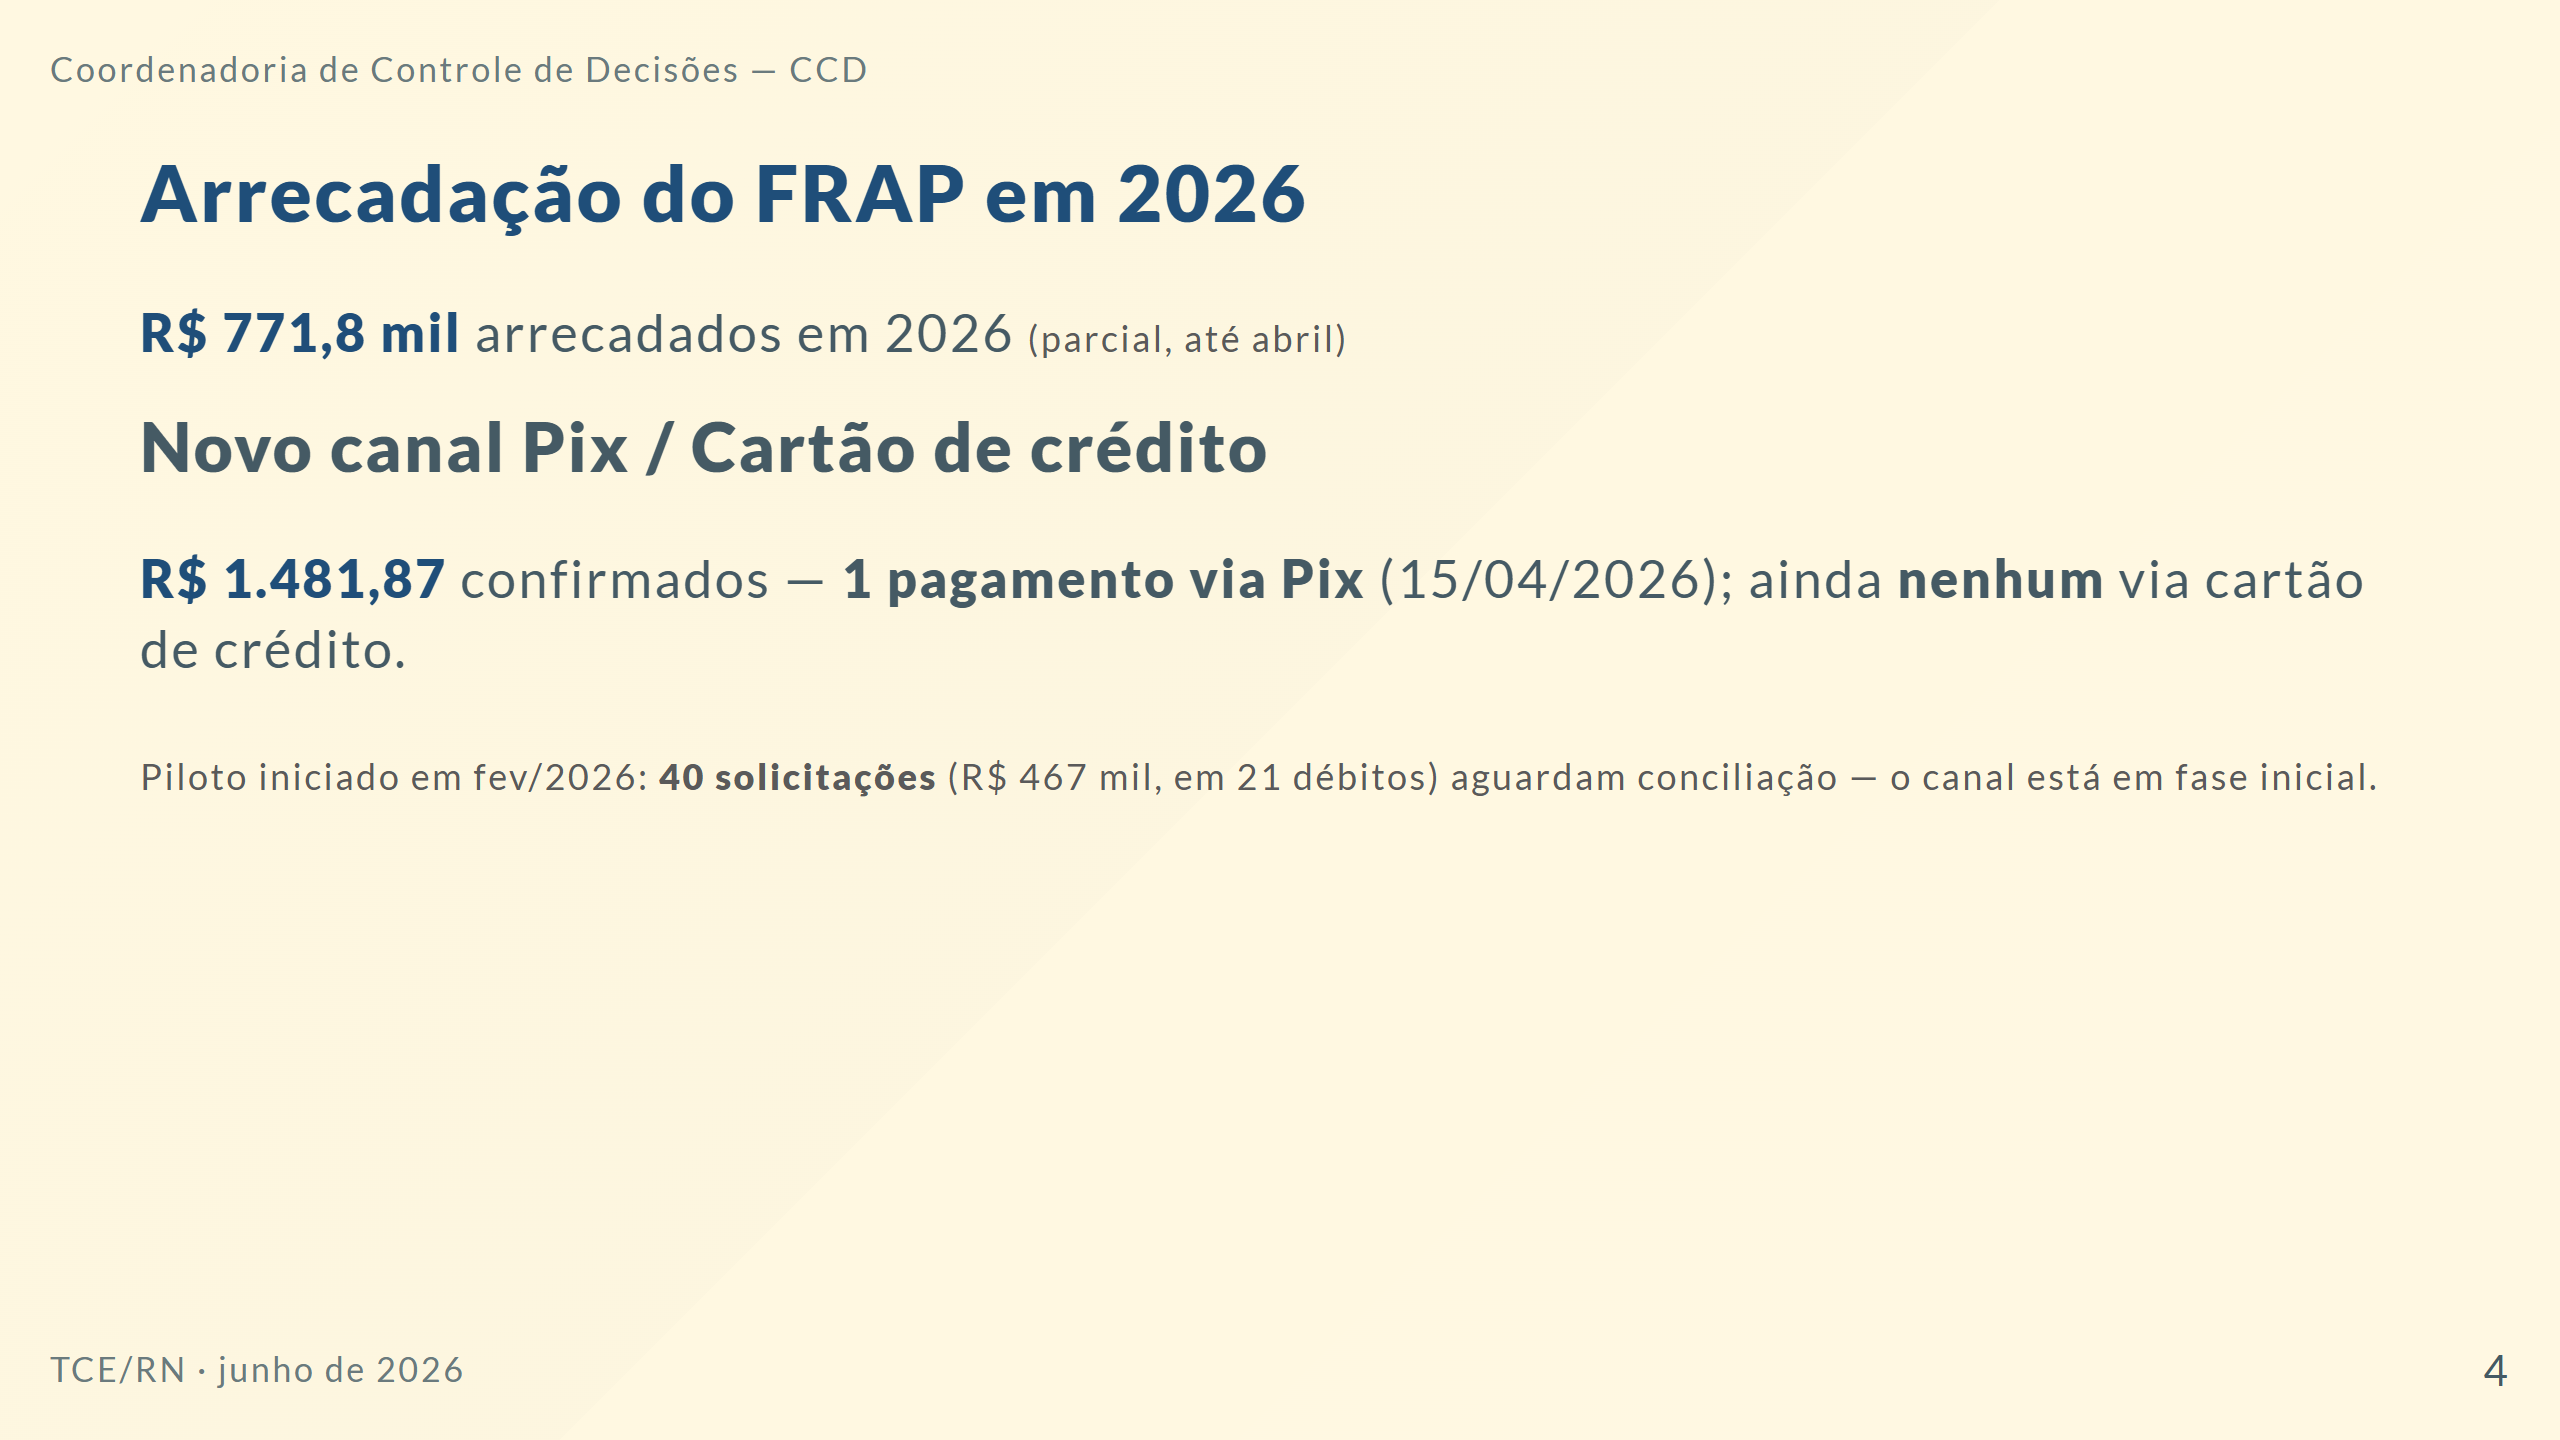 Coordenadoria de Controle de Decisões — CCD
Arrecadação do FRAP em 2026
R$ 771,8 mil arrecadados em 2026 (parcial, até abril)
Novo canal Pix / Cartão de crédito
R$ 1.481,87 confirmados — 1 pagamento via Pix (15/04/2026); ainda nenhum via cartão
de crédito.
Piloto iniciado em fev/2026: 40 solicitações (R$ 467 mil, em 21 débitos) aguardam conciliação — o canal está em fase inicial.
TCE/RN · junho de 2026
4